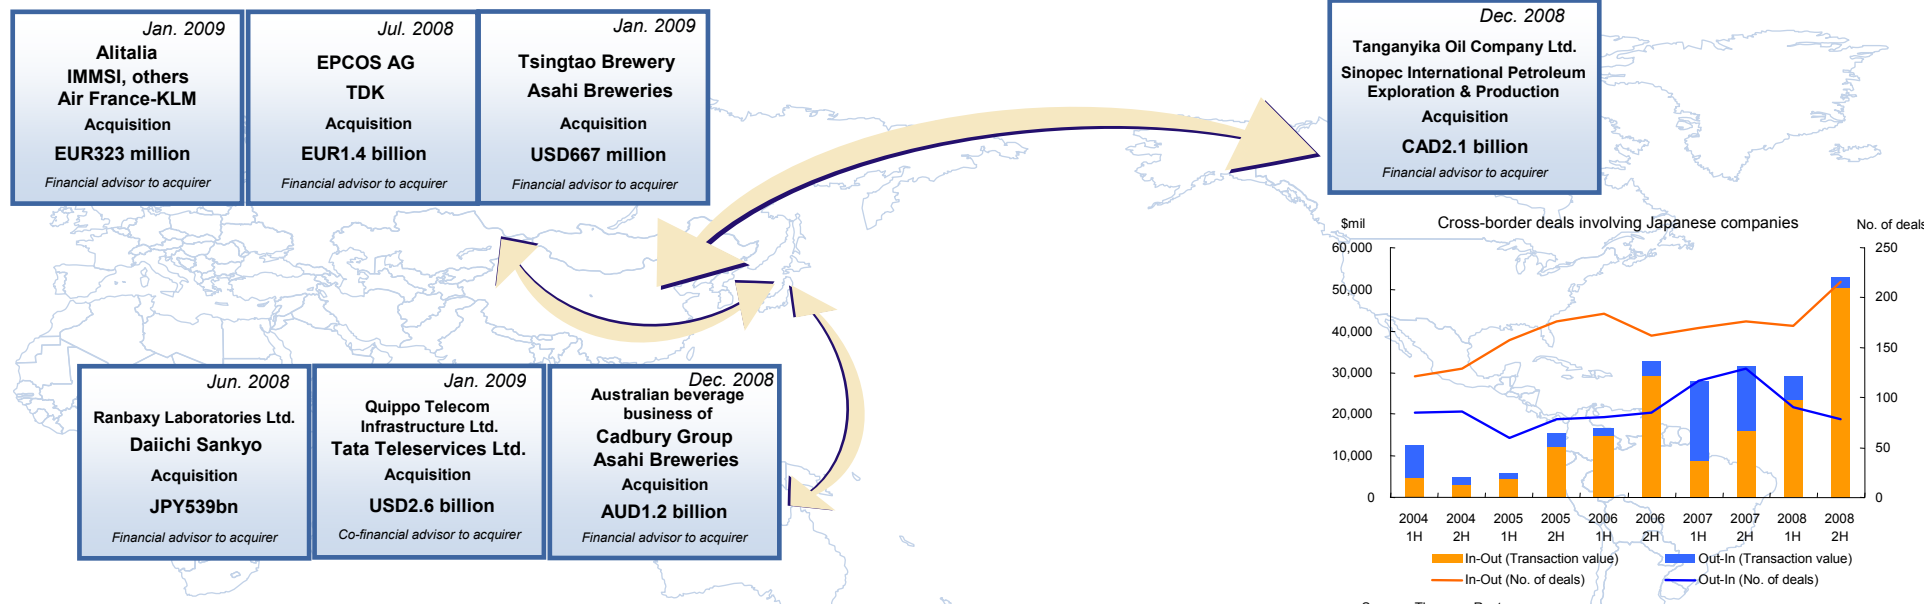 Jan. 2009
Alitalia
IMMSI, others
Air France-KLM
Acquisition
EUR323 million
Financial advisor to acquirer
Jul. 2008
EPCOS AG
TDK
Acquisition
EUR1.4 billion
Financial advisor to acquirer
Jan. 2009
Tsingtao Brewery
Asahi Breweries
Acquisition
USD667 million
Financial advisor to acquirer
Dec. 2008
Tanganyika Oil Company Ltd.
Sinopec International Petroleum
Exploration & Production
Acquisition
CAD2.1 billion
Financial advisor to acquirer
Jun. 2008
Ranbaxy Laboratories Ltd.
Daiichi Sankyo
Acquisition
JPY539bn
Financial advisor to acquirer
Jan. 2009
Quippo Telecom
Infrastructure Ltd.
Tata Teleservices Ltd.
Acquisition
USD2.6 billion
Co-financial advisor to acquirer
Dec. 2008
Australian beverage
business of
Cadbury Group
Asahi Breweries
Acquisition
AUD1.2 billion
Financial advisor to acquirer
$mil Cross-border deals involving Japanese companies No. of deals
60,000 250
50,000 200
40,000
30,000 150
20,000 100
10,000 50
0 0
2004 2004 2005 2005 2006 2006 2007 2007 2008 2008
1H 2H 1H 2H 1H 2H 1H 2H 1H 2H
In-Out (Transaction value) Out-In (Transaction value)
In-Out (No. of deals) Out-In (No. of deals)